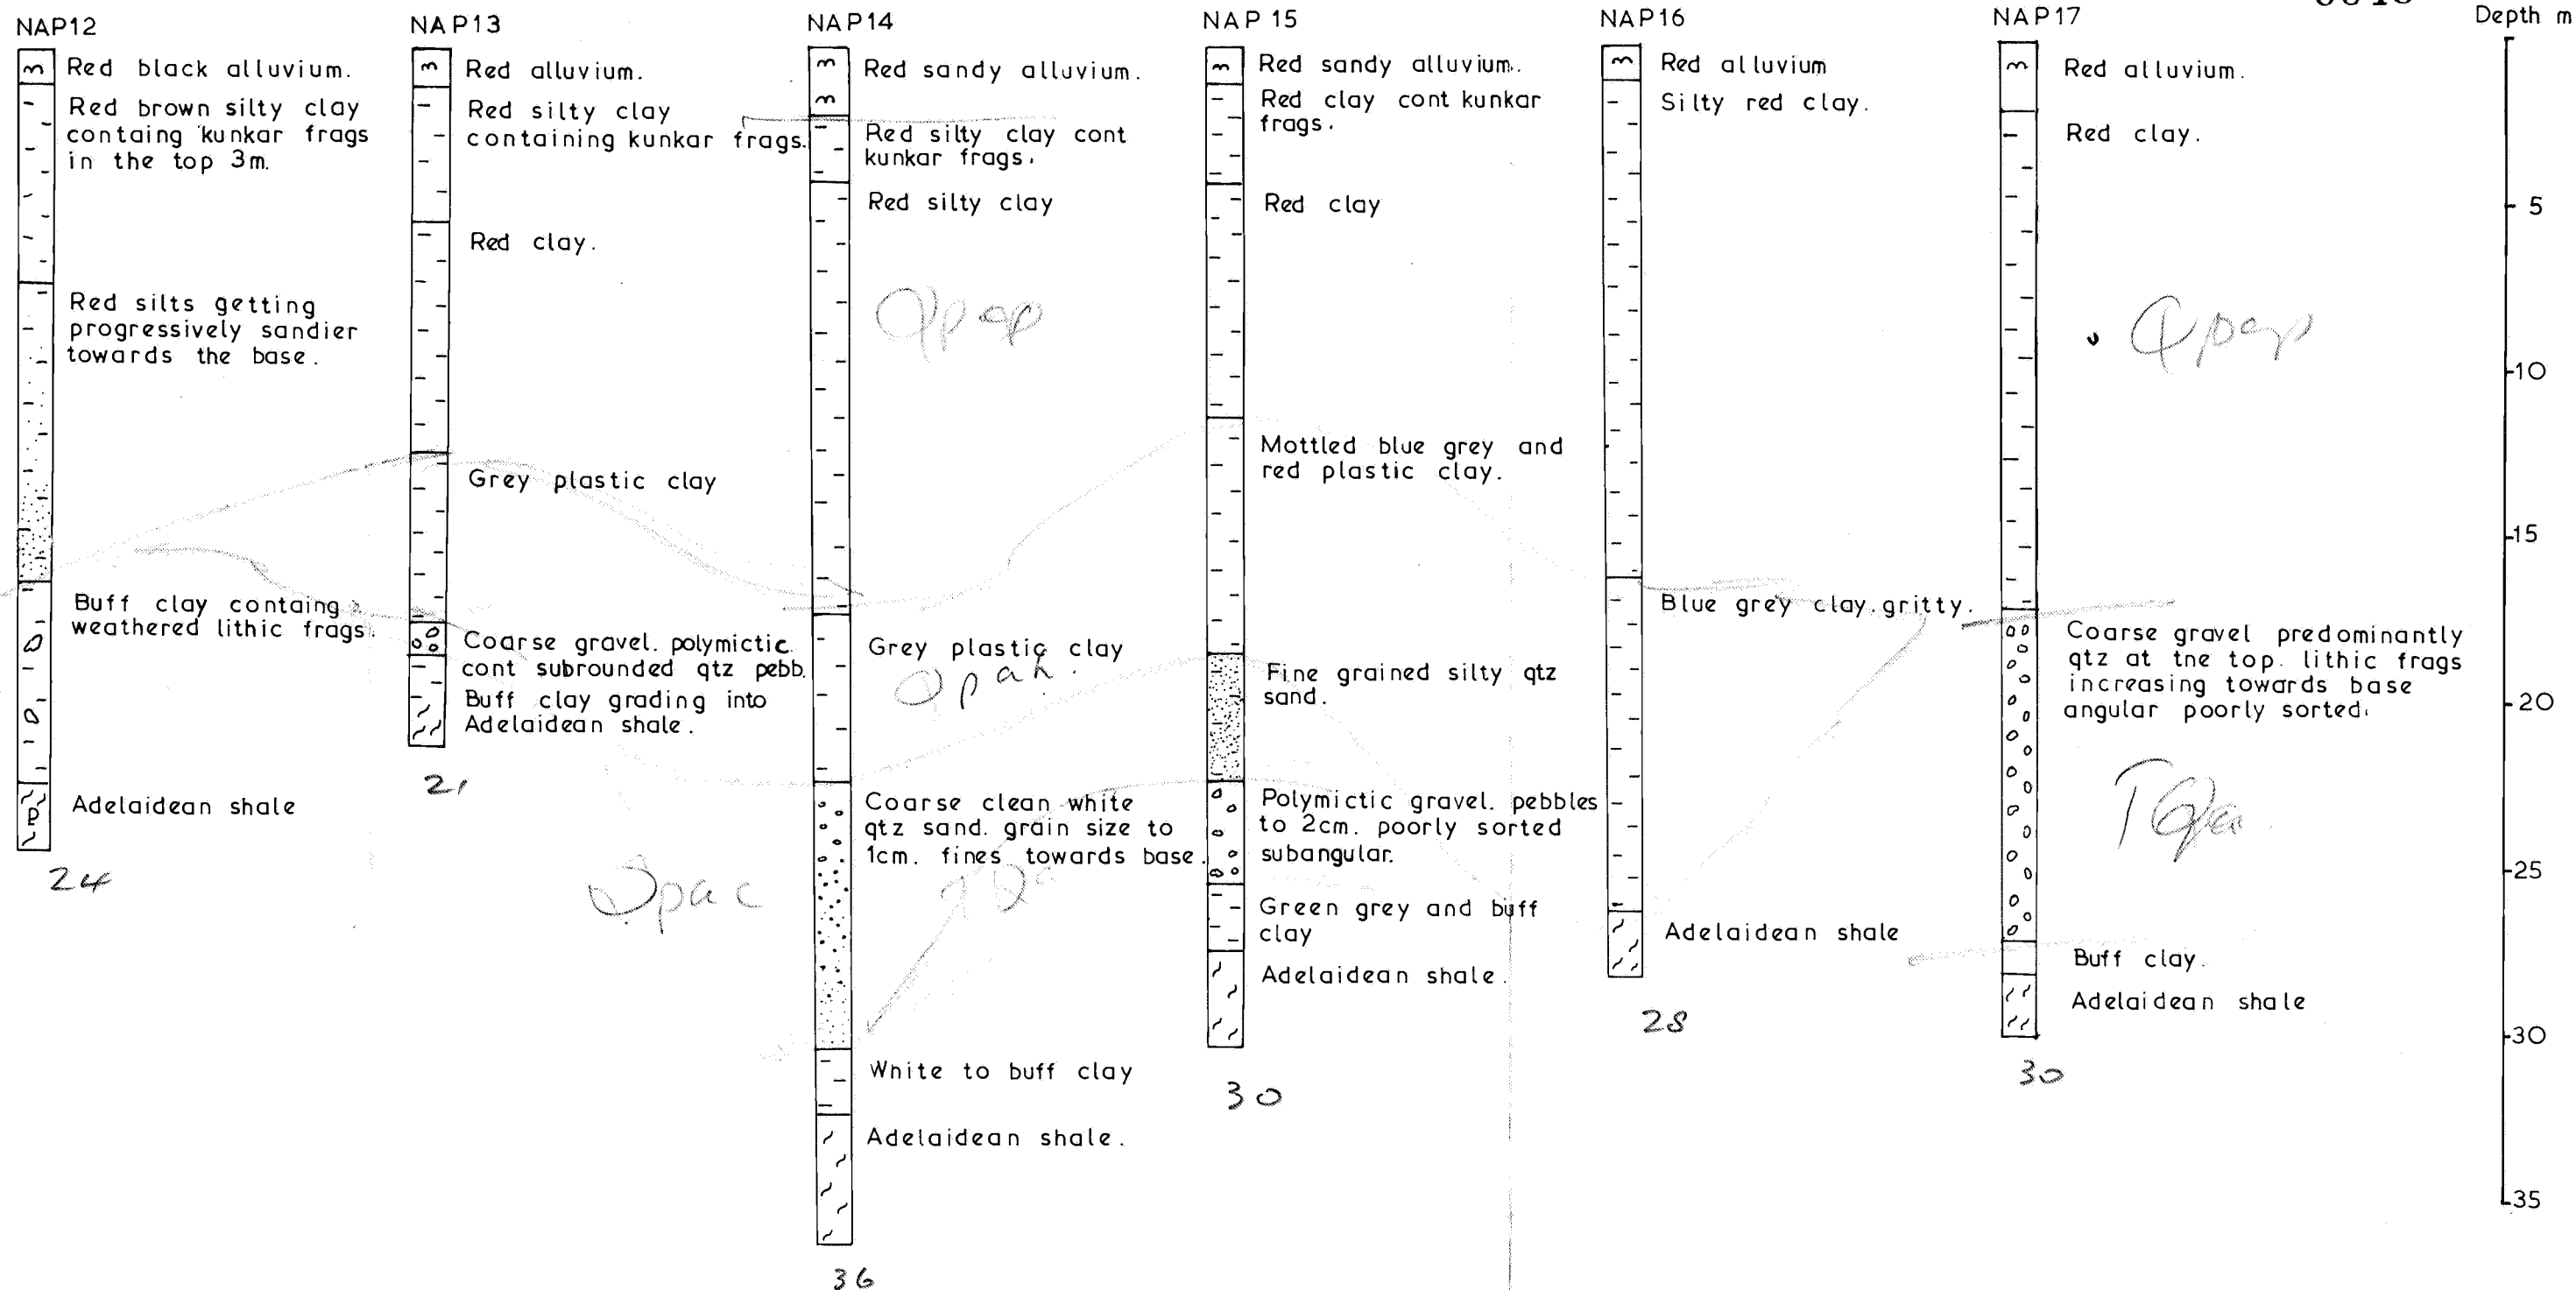 NAP12
Red black alluvium.
Red brown silty clay
containg kunkar frags
in the top 3m.
Red silts getting
progressively sandier
towards the base.
Buff clay containg
weathered lithic frags.
Adelaidean shale
24
NAP13
Red alluvium.
Red silty clay
containing kunkar frags.
Red clay.
Grey plastic clay
Coarse gravel. polymictic
cont subrounded qtz pebb.
Buff clay grading into
Adelaidean shale.
21
Qpac
NAP14
Red sandy alluvium.
Red silty clay cont
kunkar frags.
Red silty clay
Qpap
Grey plastic clay
Qpah.
Coarse clean white
qtz sand. grain size to
1cm. fines towards base.
White to buff clay
Adelaidean shale.
36
NAP 15
Red sandy alluvium.
Red clay cont kunkar
frags.
Red clay
Mottled blue grey and
red plastic clay.
Fine grained silty qtz
sand.
Polymictic gravel. pebbles
to 2cm. poorly sorted
subangular.
Green grey and buff
clay
Adelaidean shale.
30
NAP16
Red alluvium
Silty red clay.
Blue grey clay. gritty.
Adelaidean shale
28
NAP17
Red alluvium.
Red clay.
Qpap
Coarse gravel predominantly
qtz at tne top. lithic frags
increasing towards base
angular poorly sorted.
TQa
Buff clay.
Adelaidean shale
30
Depth m
5
10
15
20
25
30
35